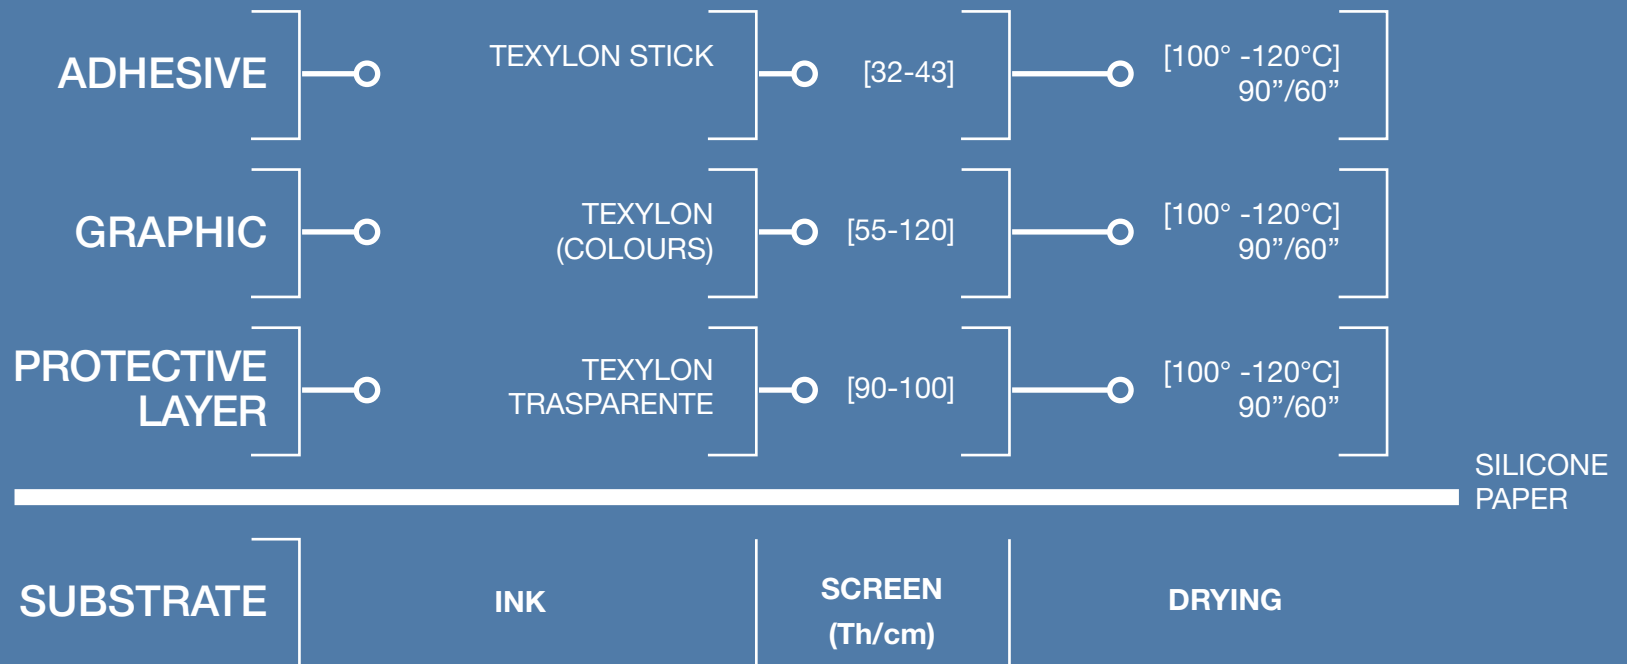 ADHESIVE
TEXYLON STICK
[32-43]
[100° -120°C]
90”/60”
GRAPHIC
TEXYLON
(COLOURS)
[55-120]
[100° -120°C]
90”/60”
PROTECTIVE
LAYER
TEXYLON
TRASPARENTE
[90-100]
[100° -120°C]
90”/60”
SILICONE
PAPER
SUBSTRATE
INK
SCREEN
(Th/cm)
DRYING